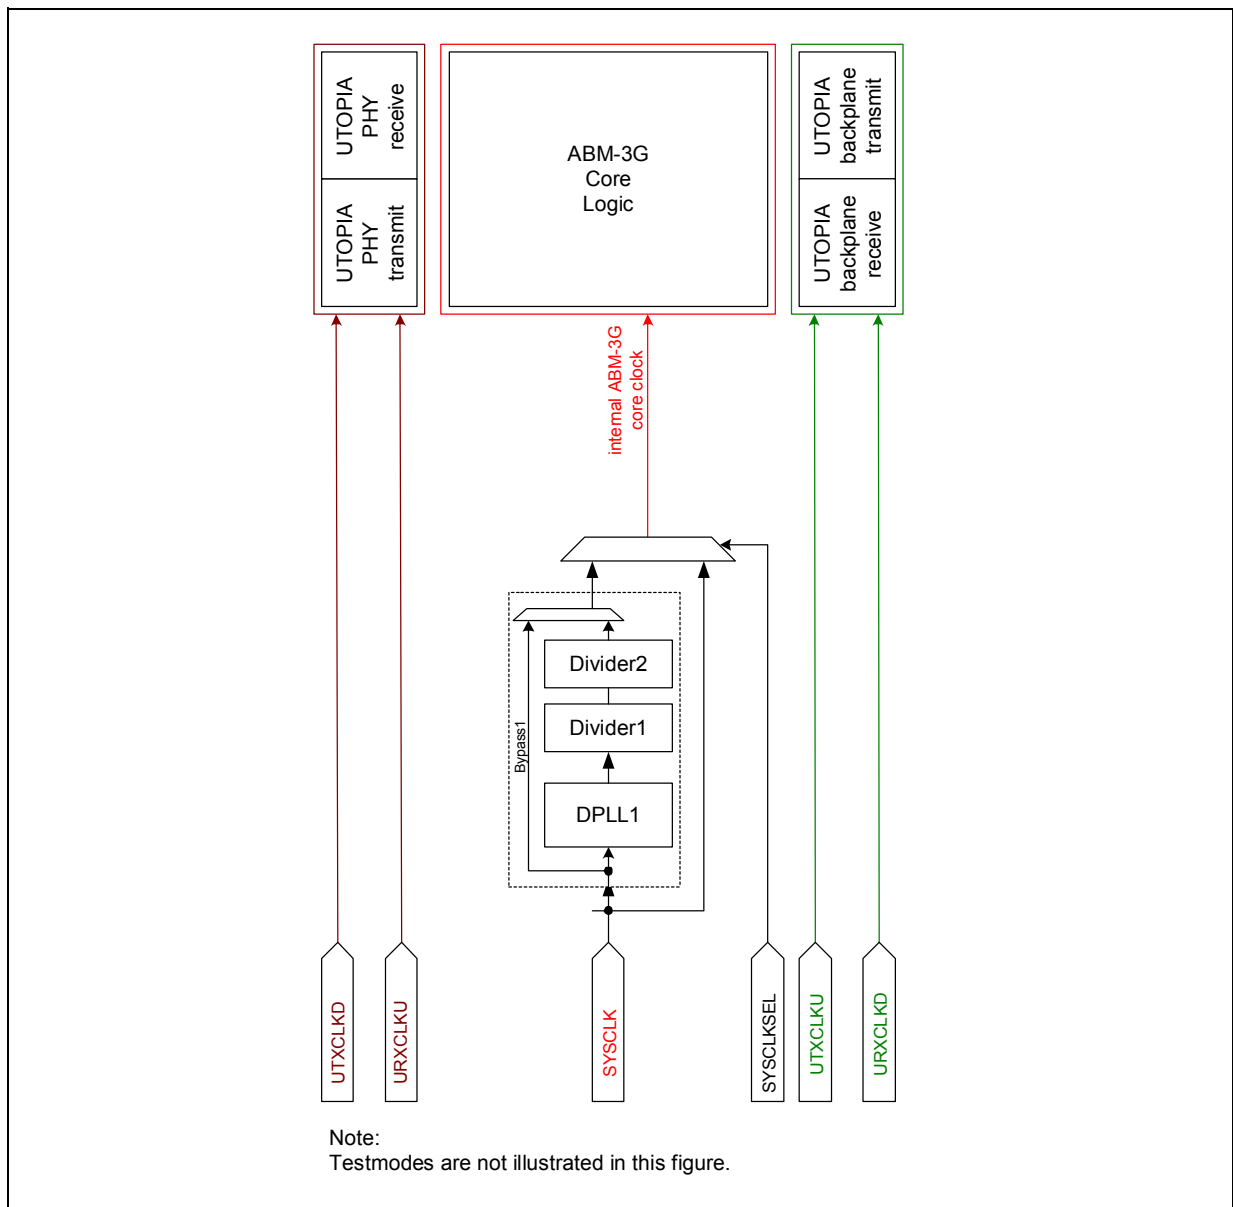 UTOPIA
PHY
receive
UTOPIA
PHY
transmit
ABM-3G
Core
Logic
UTOPIA
backplane
transmit
UTOPIA
backplane
receive
internal ABM-3G
core clock
Divider2
Divider1
Bypass1
DPLL1
UTXCLKD
URXCLKU
SYSCLK
SYSCLKSEL
UTXCLKU
URXCLKD
Note:
Testmodes are not illustrated in this figure.